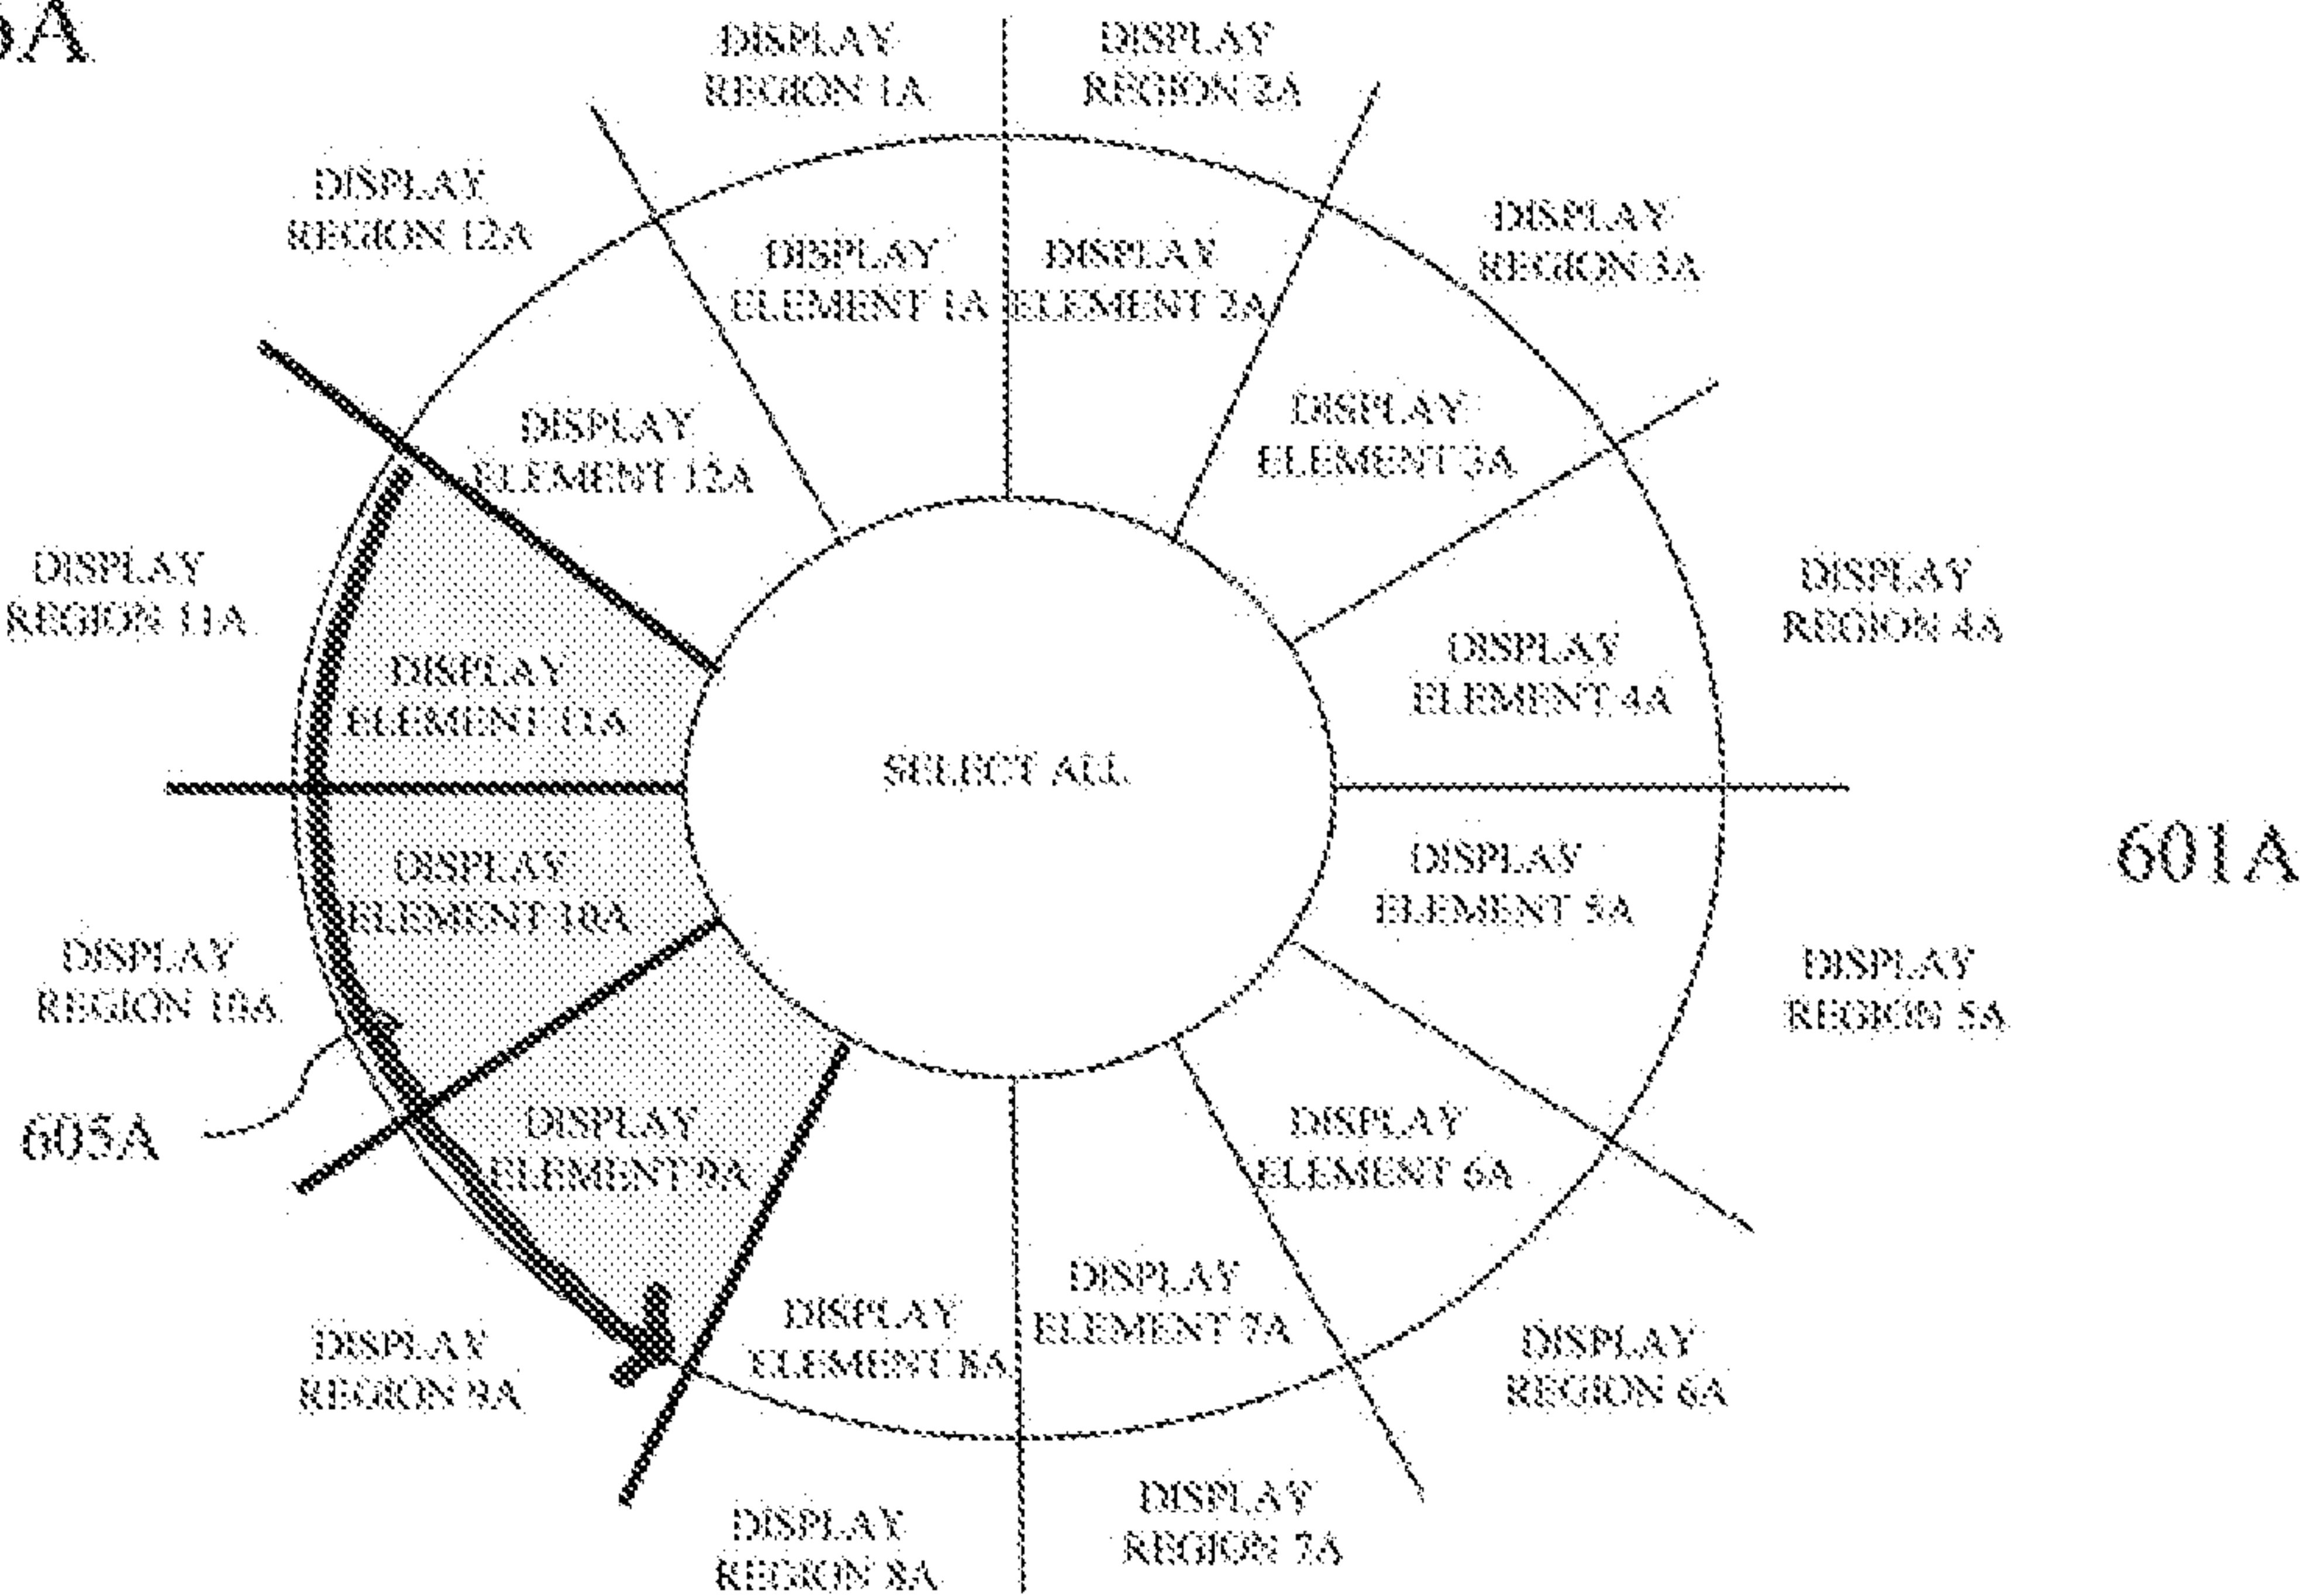 DISPLAY
REGION 1A
DISPLAY
REGION 2A
DISPLAY
REGION 12A
DISPLAY
REGION 3A
DISPLAY
ELEMENT 1A
DISPLAY
ELEMENT 2A
DISPLAY
ELEMENT 12A
DISPLAY
ELEMENT 3A
DISPLAY
REGION 11A
DISPLAY
REGION 4A
DISPLAY
ELEMENT 11A
DISPLAY
ELEMENT 4A
SELECT ALL
601A
DISPLAY
ELEMENT 10A
DISPLAY
ELEMENT 5A
DISPLAY
REGION 10A
DISPLAY
REGION 5A
605A
DISPLAY
ELEMENT 9A
DISPLAY
ELEMENT 6A
DISPLAY
ELEMENT 8A
DISPLAY
ELEMENT 7A
DISPLAY
REGION 9A
DISPLAY
REGION 6A
DISPLAY
REGION 8A
DISPLAY
REGION 7A